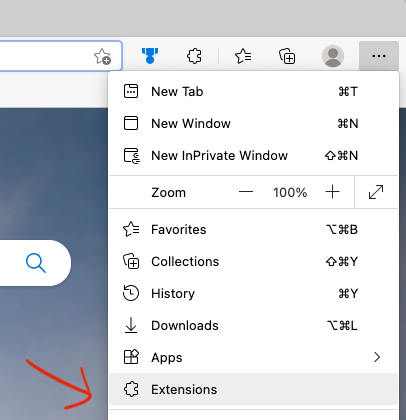 New Tab ⌘T
New Window ⌘N
New InPrivate Window ⇧⌘N
Zoom — 100% +
Favorites ⌥⌘B
Collections ⇧⌘Y
History ⌘Y
Downloads ⌥⌘L
Apps
Extensions